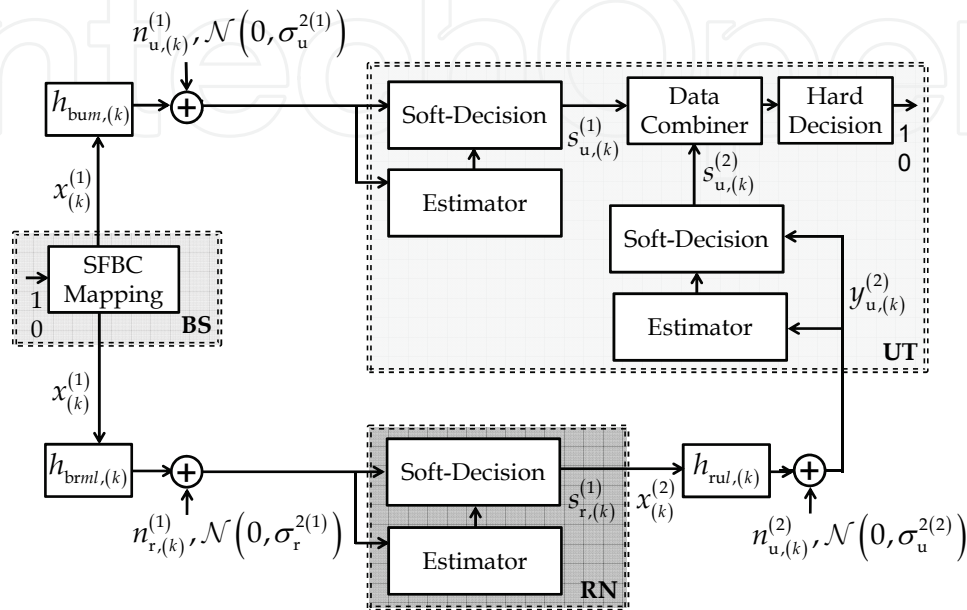 n_{u,(k)}^{(1)}, 𝒩(0, σ_u^{2(1)})
h_{bum,(k)}
+
Soft-Decision
s_{u,(k)}^{(1)}
Data
Combiner
Hard
Decision
1
0
Estimator
x_{(k)}^{(1)}
s_{u,(k)}^{(2)}
Soft-Decision
SFBC
Mapping
1
0
BS
y_{u,(k)}^{(2)}
Estimator
UT
x_{(k)}^{(1)}
h_{brml,(k)}
+
Soft-Decision
s_{r,(k)}^{(1)}
x_{(k)}^{(2)}
h_{rul,(k)}
+
n_{r,(k)}^{(1)}, 𝒩(0, σ_r^{2(1)})
Estimator
RN
n_{u,(k)}^{(2)}, 𝒩(0, σ_u^{2(2)})